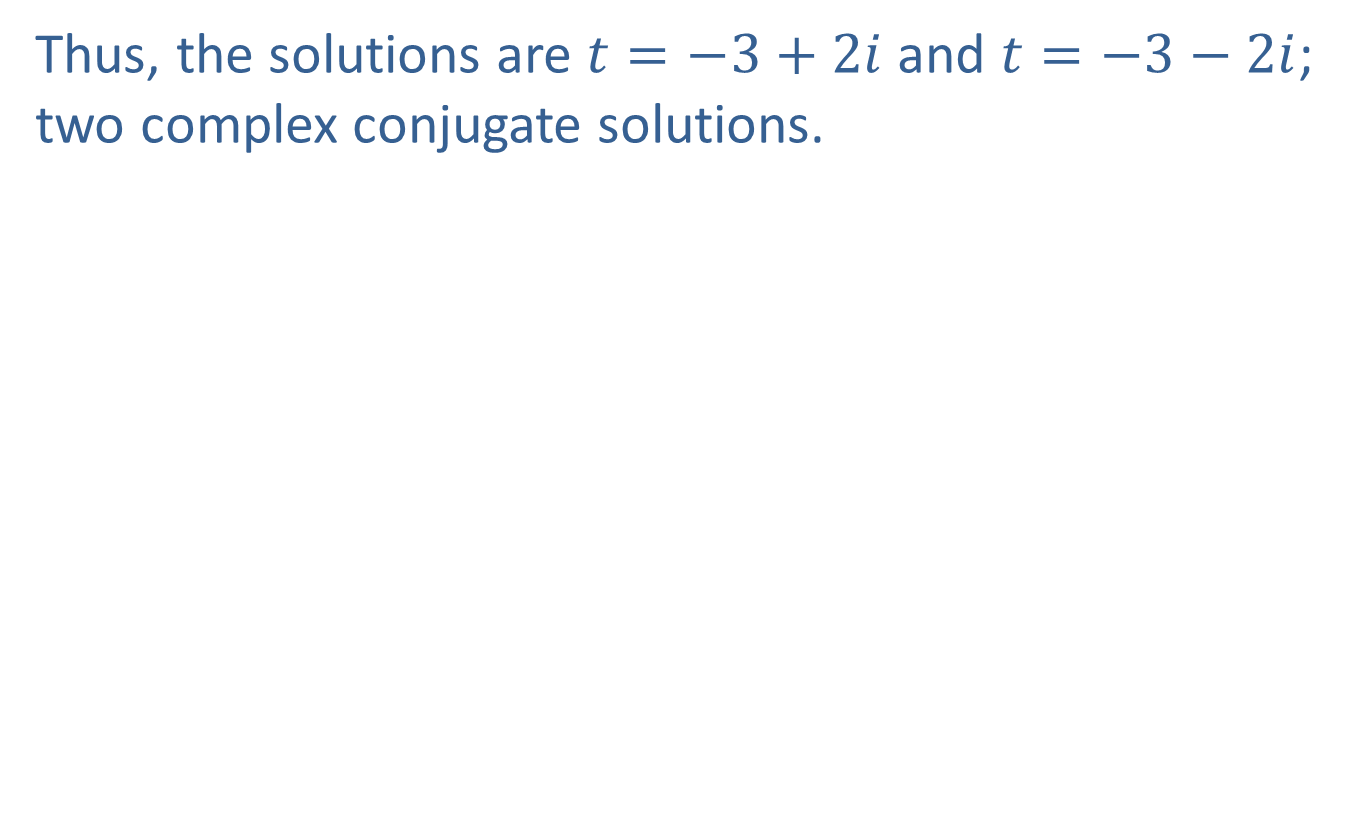 Thus, the solutions are t = −3 + 2i and t = −3 − 2i;
two complex conjugate solutions.